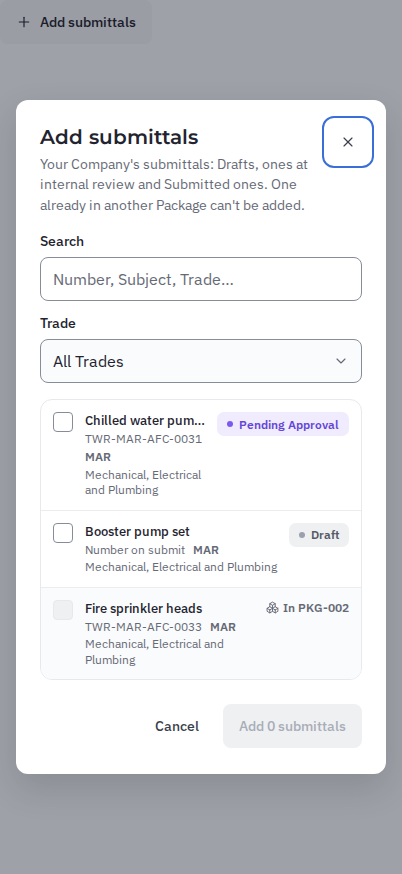 Add submittals
Add submittals
Your Company's submittals: Drafts, ones at
internal review and Submitted ones. One
already in another Package can't be added.
Search
Number, Subject, Trade...
Trade
All Trades
Chilled water pum...
Pending Approval
TWR-MAR-AFC-0031
MAR
Mechanical, Electrical
and Plumbing
Booster pump set
Draft
Number on submit MAR
Mechanical, Electrical and Plumbing
Fire sprinkler heads
In PKG-002
TWR-MAR-AFC-0033 MAR
Mechanical, Electrical and
Plumbing
Cancel
Add 0 submittals